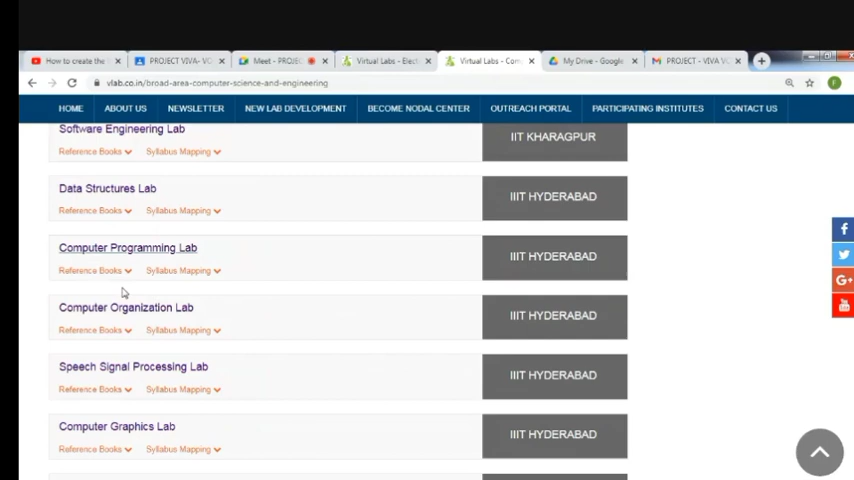 How to create the
PROJECT VIVA- VO
Meet - PROJE
Virtual Labs - Elect
Virtual Labs - Com
My Drive - Google
PROJECT - VIVA V
vlab.co.in/broad-area-computer-science-and-engineering
F
HOME ABOUT US NEWSLETTER NEW LAB DEVELOPMENT BECOME NODAL CENTER OUTREACH PORTAL PARTICIPATING INSTITUTES CONTACT US
Software Engineering Lab
IIT KHARAGPUR
Reference Books Syllabus Mapping
Data Structures Lab
IIIT HYDERABAD
Reference Books Syllabus Mapping
Computer Programming Lab
IIIT HYDERABAD
Reference Books Syllabus Mapping
Computer Organization Lab
IIIT HYDERABAD
Reference Books Syllabus Mapping
Speech Signal Processing Lab
IIIT HYDERABAD
Reference Books Syllabus Mapping
Computer Graphics Lab
IIIT HYDERABAD
Reference Books Syllabus Mapping